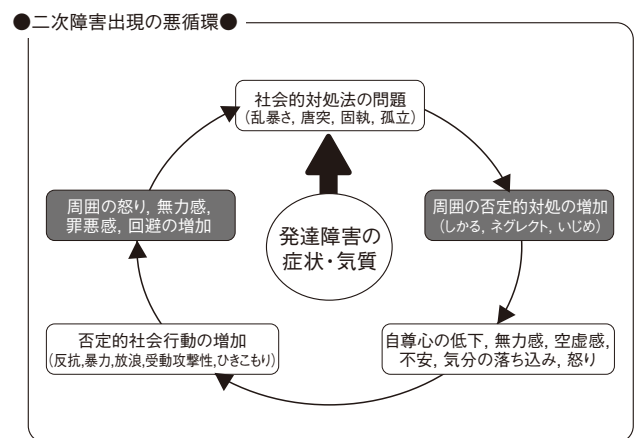 ●二次障害出現の悪循環●
社会的対処法の問題
(乱暴さ, 唐突, 固執, 孤立)
周囲の怒り, 無力感,
罪悪感, 回避の増加
周囲の否定的対処の増加
(しかる, ネグレクト, いじめ)
発達障害の
症状・気質
否定的社会行動の増加
(反抗,暴力,放浪,受動攻撃性,ひきこもり)
自尊心の低下, 無力感, 空虚感,
不安, 気分の落ち込み, 怒り